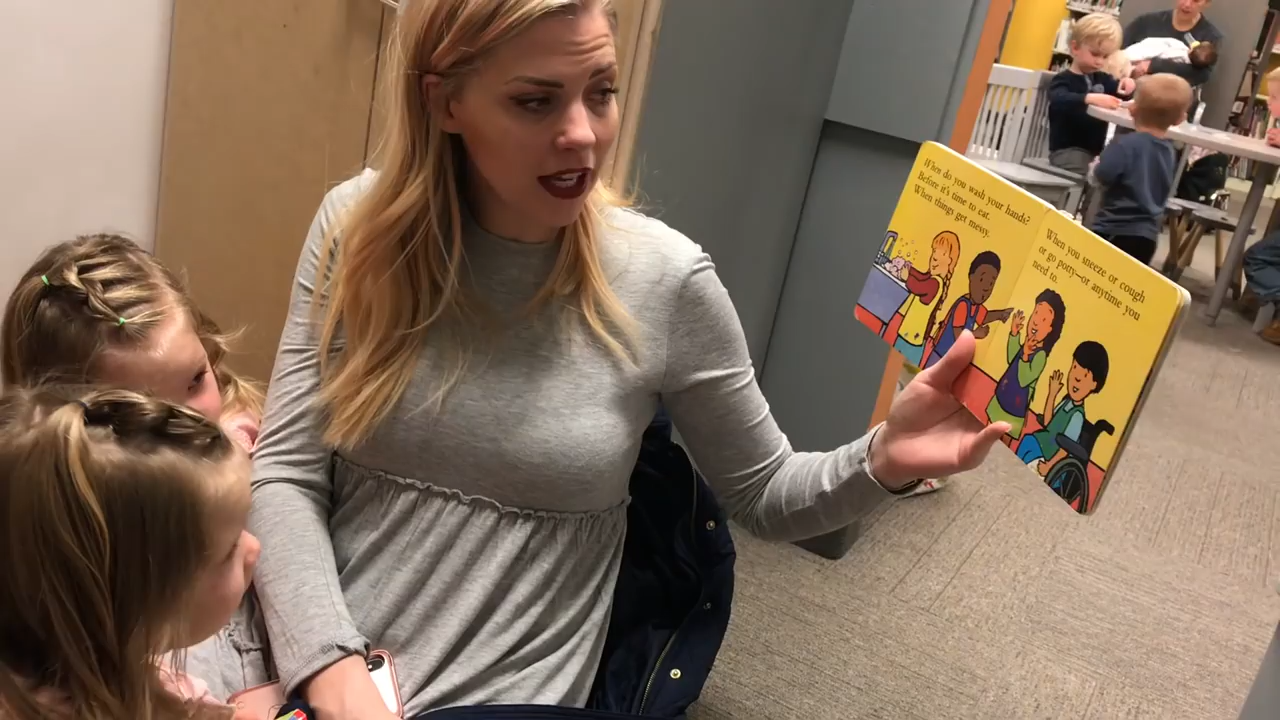 When do you wash your hands?
Before it's time to eat.
When things get messy.
When you sneeze or cough
or go potty—or anytime you
need to.